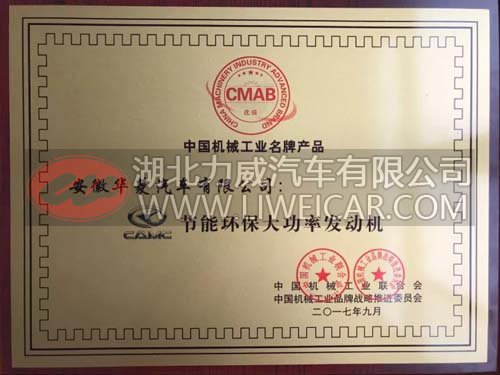 CHINA MACHINERY INDUSTRY ADVANCED BRAND
CMAB
优质
中国机械工业名牌产品
湖北力威汽车有限公司
安徽华菱汽车有限公司：
WWW.LIWEICAR.COM
CAMC
节能环保大功率发动机
中国机械工业联合会
中国机械工业品牌战略推进委员会
二〇一七年九月